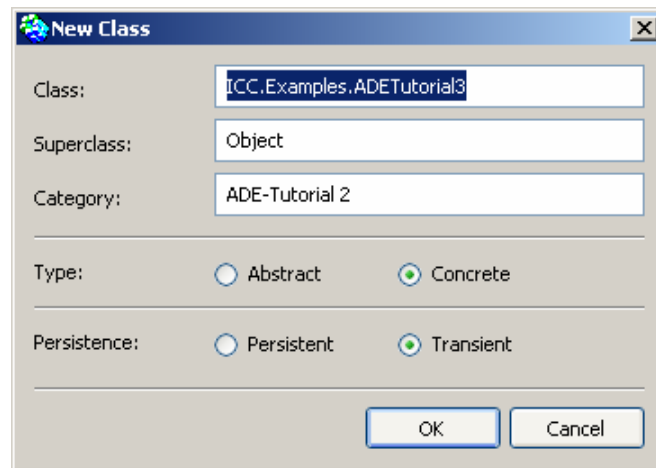 New Class
Class: ICC.Examples.ADETutorial3
Superclass: Object
Category: ADE-Tutorial 2
Type: Abstract Concrete
Persistence: Persistent Transient
OK Cancel